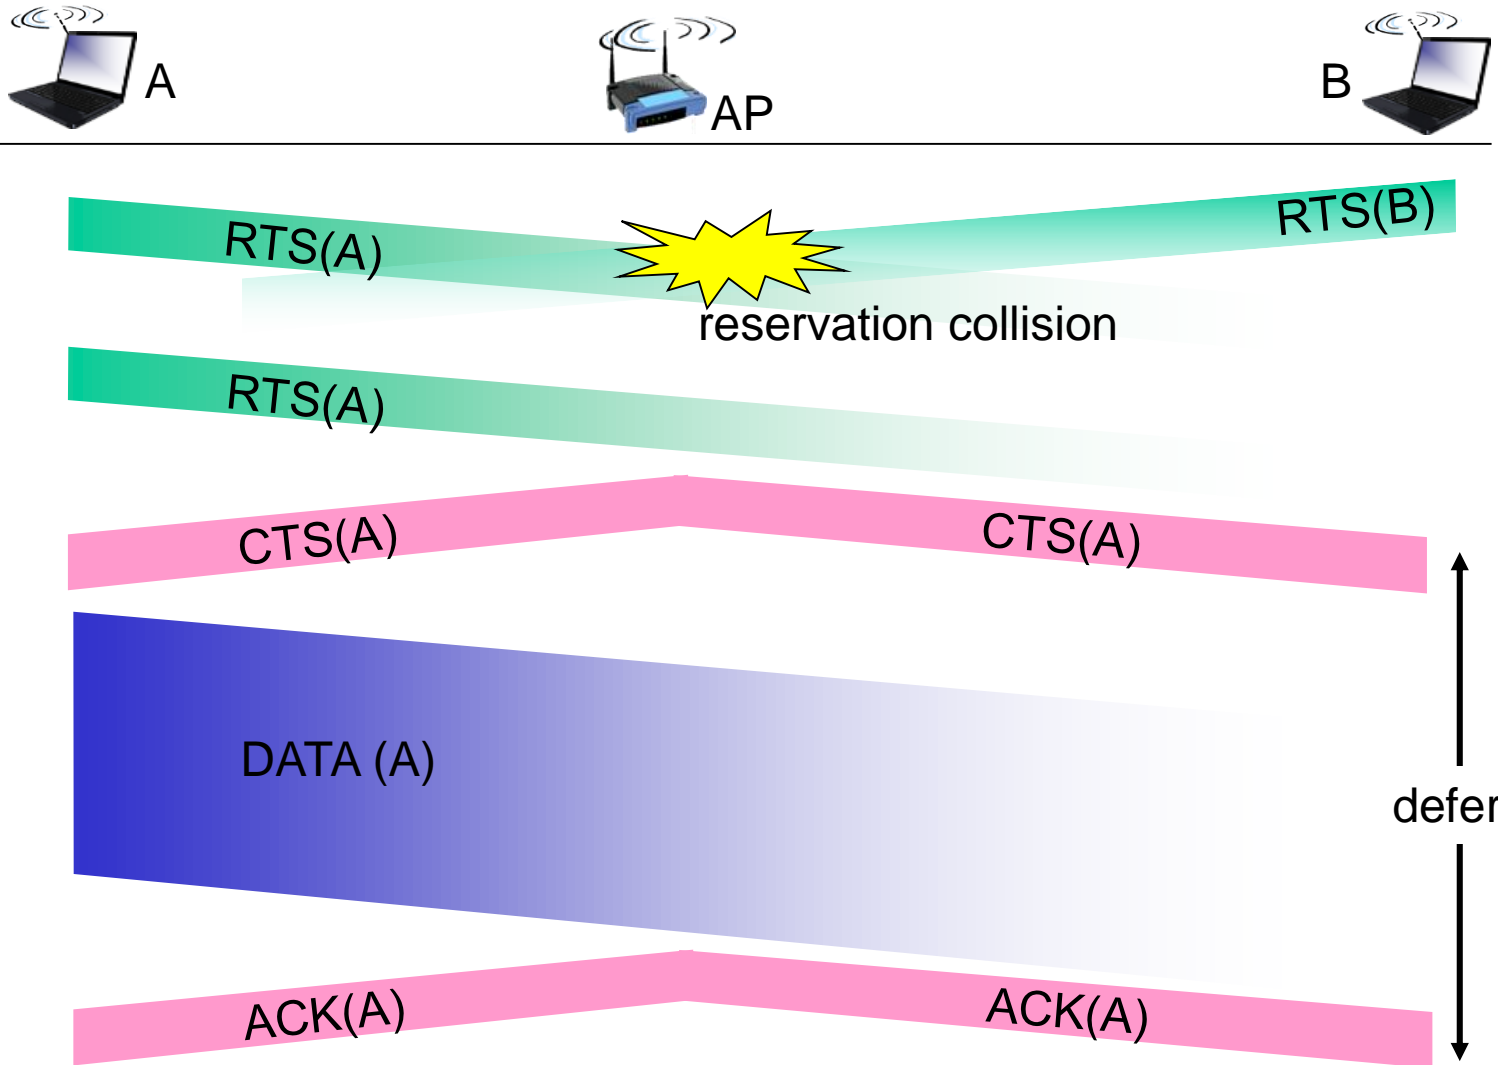 A
AP
B
RTS(A)
RTS(B)
reservation collision
RTS(A)
CTS(A)
CTS(A)
DATA (A)
defer
ACK(A)
ACK(A)